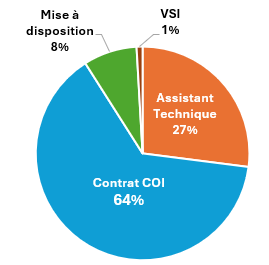 Mise à
disposition
8%
VSI
1%
Assistant
Technique
27%
Contrat COI
64%